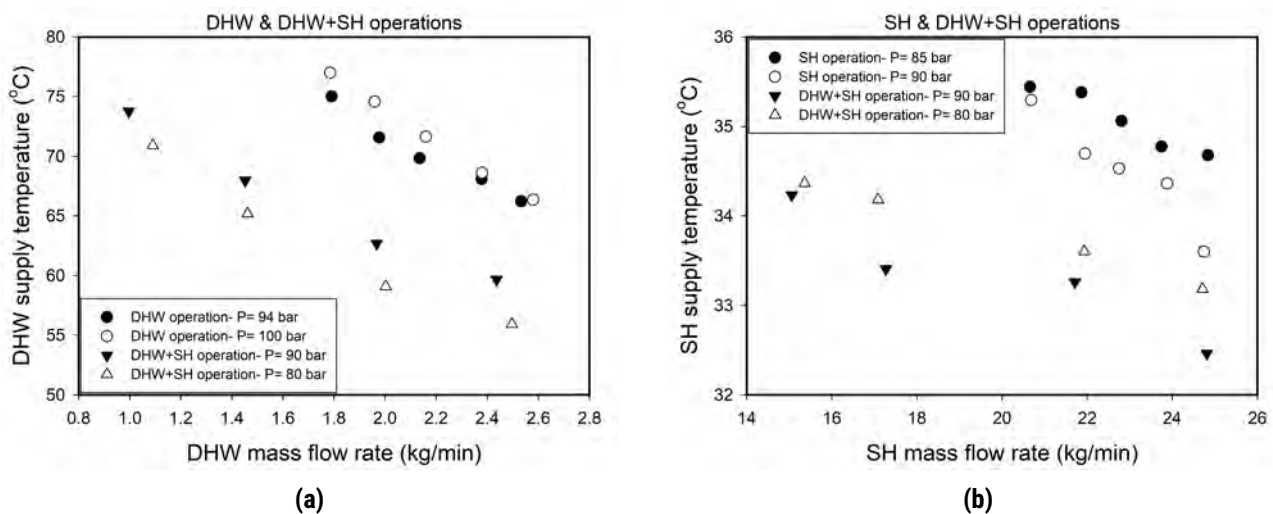 DHW & DHW+SH operations
DHW supply temperature (°C)
80
75
70
65
60
55
50
DHW operation- P= 94 bar
DHW operation- P= 100 bar
DHW+SH operation- P= 90 bar
DHW+SH operation- P= 80 bar
0.8 1.0 1.2 1.4 1.6 1.8 2.0 2.2 2.4 2.6 2.8
DHW mass flow rate (kg/min)
(a)
SH & DHW+SH operations
SH supply temperature (°C)
36
35
34
33
32
SH operation- P= 85 bar
SH operation- P= 90 bar
DHW+SH operation- P= 90 bar
DHW+SH operation- P= 80 bar
14 16 18 20 22 24 26
SH mass flow rate (kg/min)
(b)